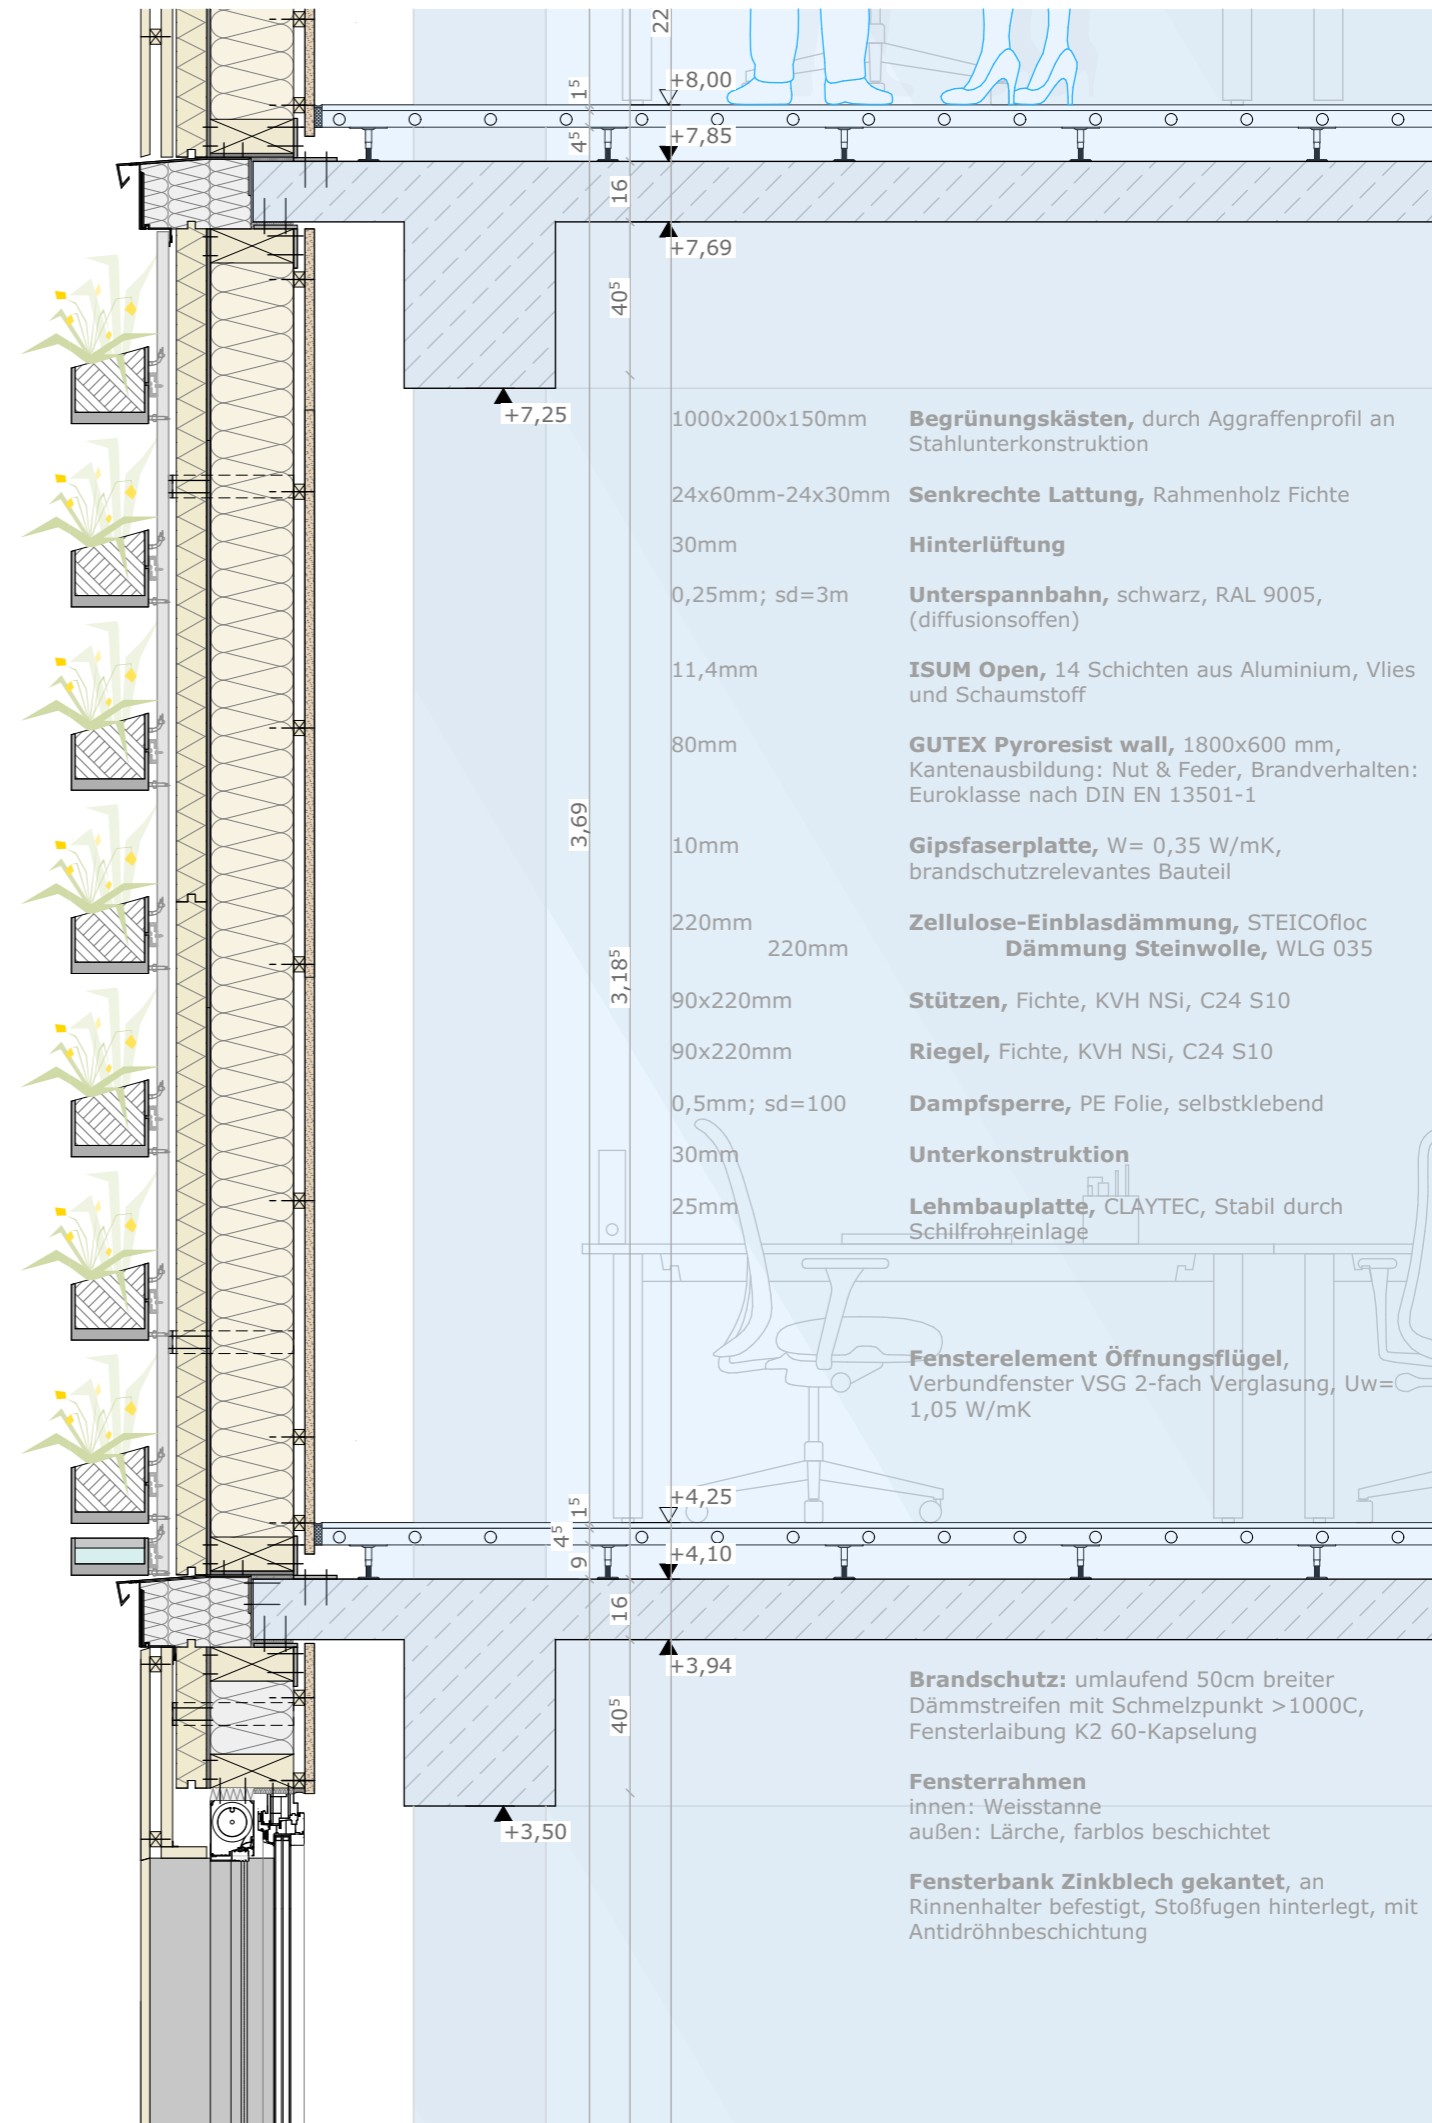 22
+8,00
1⁵
4⁵
+7,85
16
+7,69
40⁵
+7,25
1000x200x150mm Begrünungskästen, durch Aggraffenprofil an
Stahlunterkonstruktion
24x60mm-24x30mm Senkrechte Lattung, Rahmenholz Fichte
30mm Hinterlüftung
0,25mm; sd=3m Unterspannbahn, schwarz, RAL 9005,
(diffusionsoffen)
11,4mm ISUM Open, 14 Schichten aus Aluminium, Vlies
und Schaumstoff
80mm GUTEX Pyroresist wall, 1800x600 mm,
Kantenausbildung: Nut & Feder, Brandverhalten:
Euroklasse nach DIN EN 13501-1
3,69
10mm Gipsfaserplatte, W= 0,35 W/mK,
brandschutzrelevantes Bauteil
220mm Zellulose-Einblasdämmung, STEICOfloc
220mm Dämmung Steinwolle, WLG 035
3,18⁵
90x220mm Stützen, Fichte, KVH NSi, C24 S10
90x220mm Riegel, Fichte, KVH NSi, C24 S10
0,5mm; sd=100 Dampfsperre, PE Folie, selbstklebend
30mm Unterkonstruktion
25mm Lehmbauplatte, CLAYTEC, Stabil durch
Schilfrohreinlage
Fensterelement Öffnungsflügel,
Verbundfenster VSG 2-fach Verglasung, Uw=
1,05 W/mK
+4,25
1⁵
4⁵
9
+4,10
16
+3,94
40⁵
+3,50
Brandschutz: umlaufend 50cm breiter
Dämmstreifen mit Schmelzpunkt >1000C,
Fensterlaibung K2 60-Kapselung
Fensterrahmen
innen: Weisstanne
außen: Lärche, farblos beschichtet
Fensterbank Zinkblech gekantet, an
Rinnenhalter befestigt, Stoßfugen hinterlegt, mit
Antidröhnbeschichtung